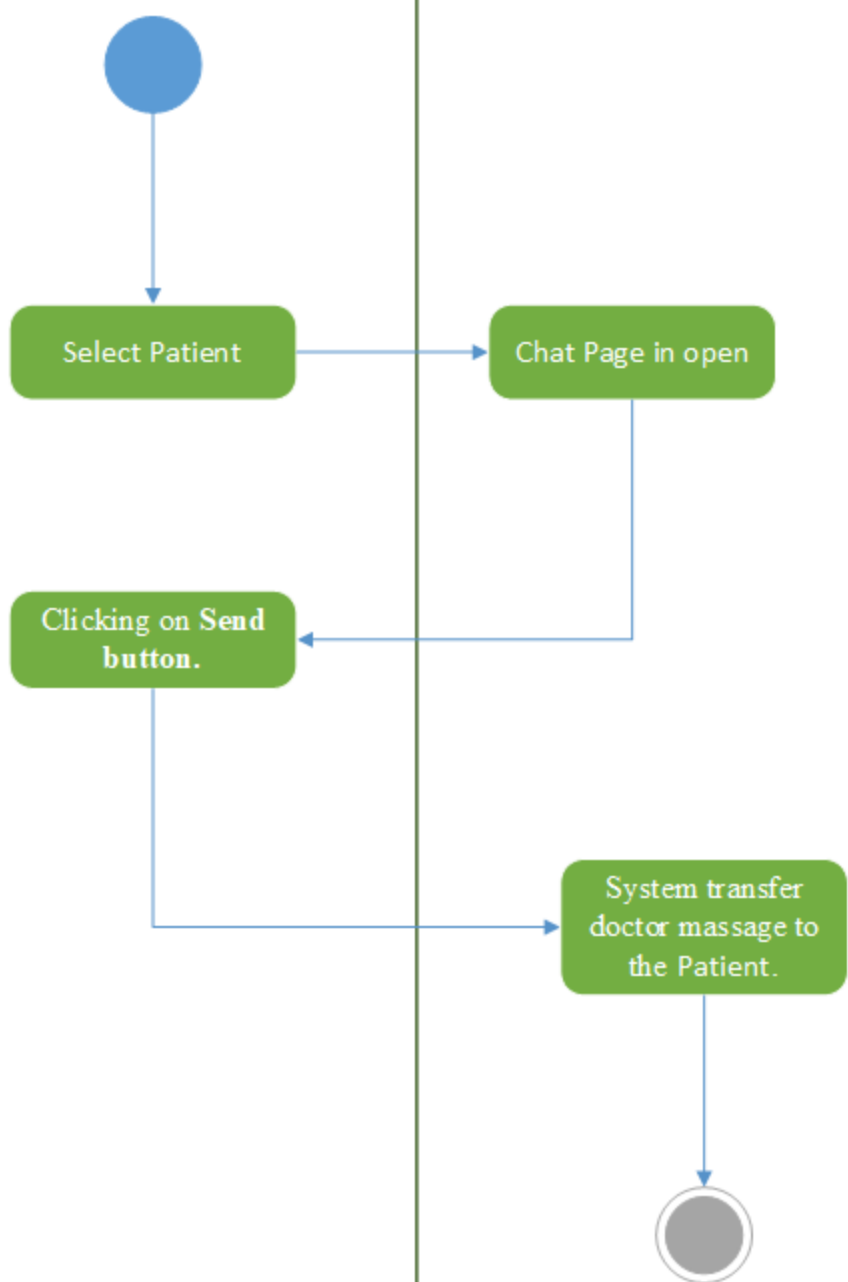 Select Patient
Chat Page in open
Clicking on Send
button.
System transfer
doctor massage to
the Patient.